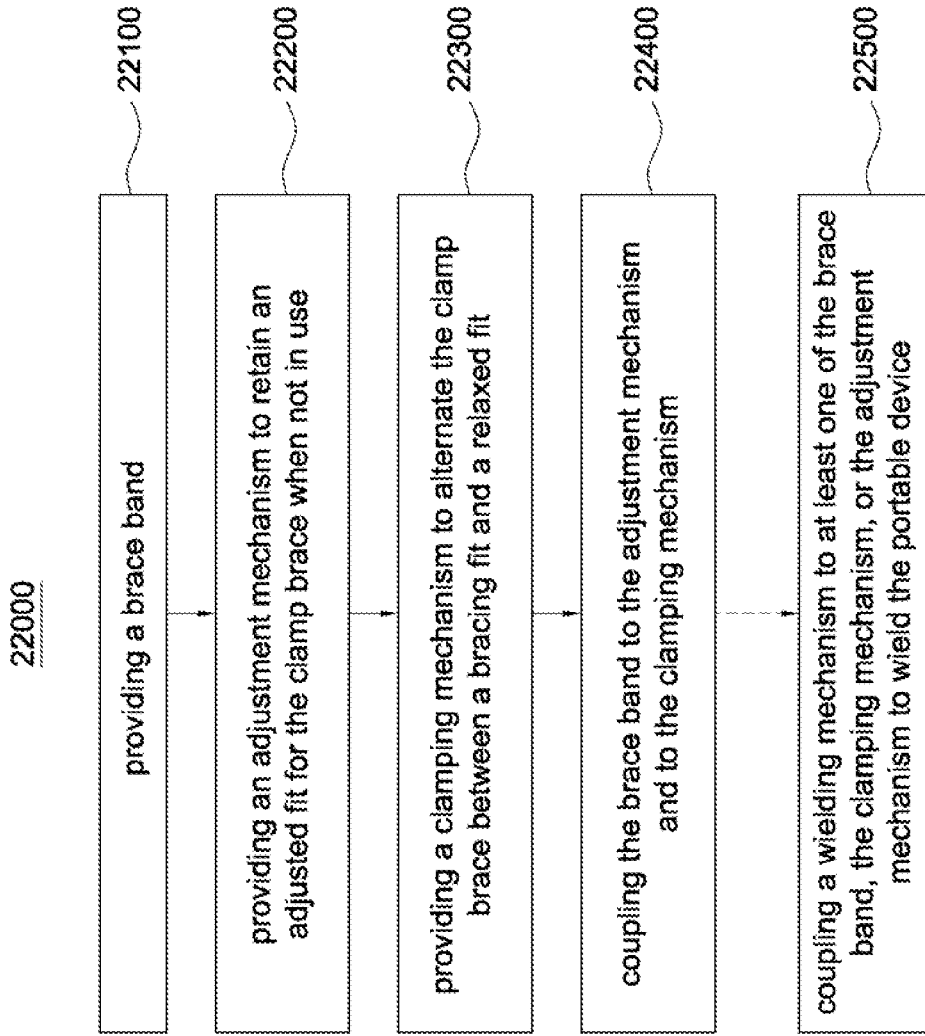 22000
providing a brace band
22100
providing an adjustment mechanism to retain an
adjusted fit for the clamp brace when not in use
22200
providing a clamping mechanism to alternate the clamp
brace between a bracing fit and a relaxed fit
22300
coupling the brace band to the adjustment mechanism
and to the clamping mechanism
22400
coupling a wielding mechanism to at least one of the brace
band, the clamping mechanism, or the adjustment
mechanism to wield the portable device
22500